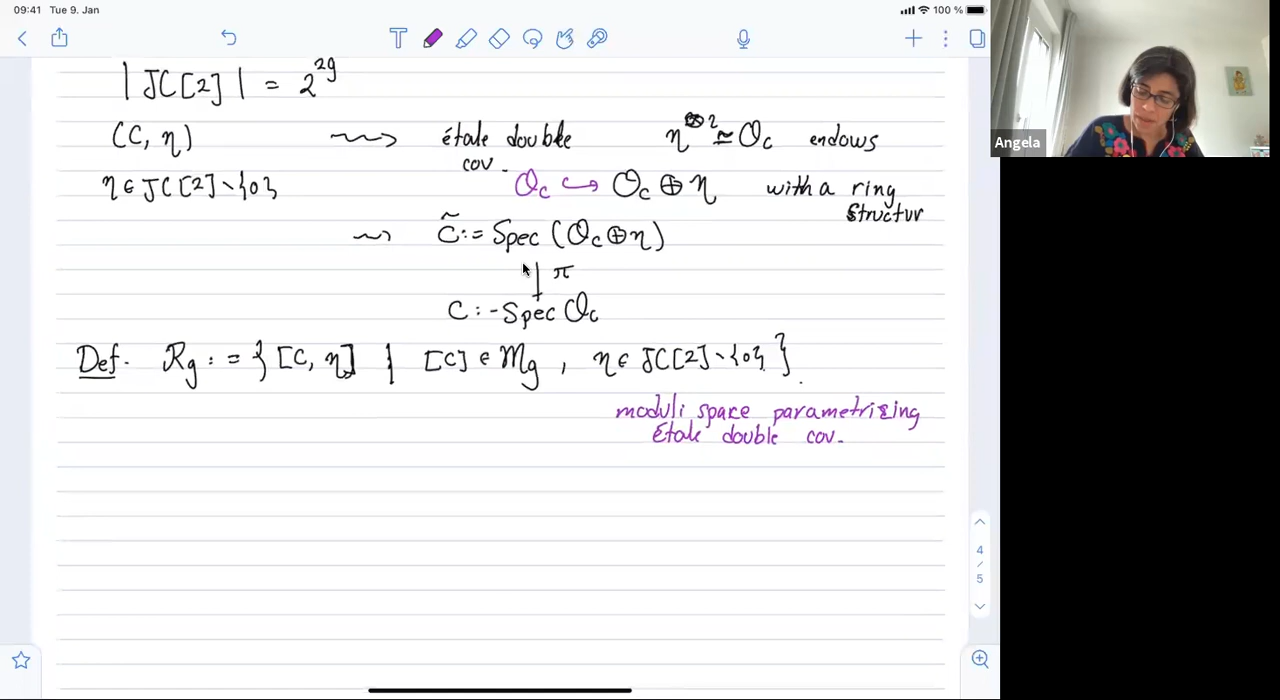 09:41 Tue 9. Jan 100 %
| JC[2] | = 2^{2g}
(C, η) ⇝ étale double cov. η^{⊗2} ≃ O_C endows
η ∈ JC[2]∖{0} O_C ↪ O_C ⊕ η with a ring structur
⇝ C̃ := Spec (O_C ⊕ η)
↓ π
C := Spec O_C
Def. R_g := { [C, η] | [C] ∈ M_g , η ∈ JC[2]∖{0} } .
moduli space parametrizing
étale double cov.
Angela
4
/
5